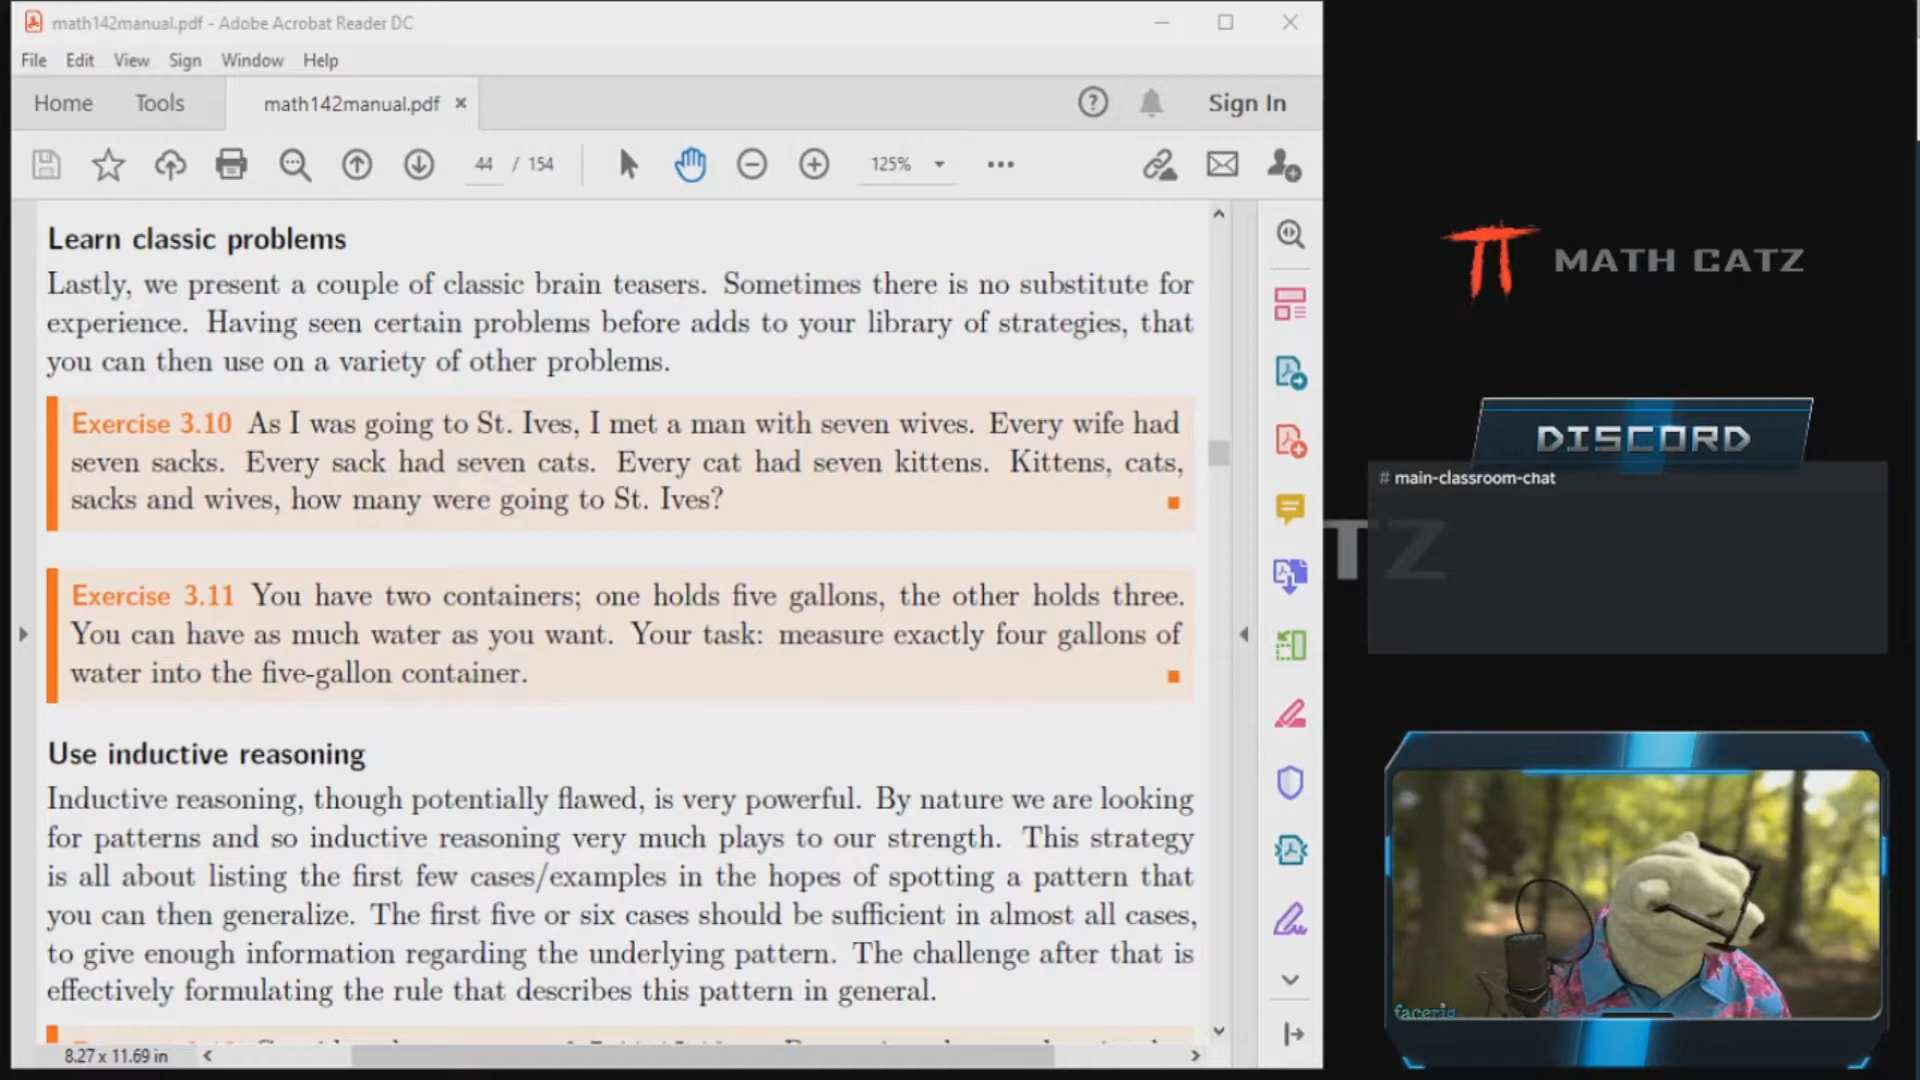 math142manual.pdf - Adobe Acrobat Reader DC
File Edit View Sign Window Help
Home Tools math142manual.pdf × Sign In
44 / 154 125%
Learn classic problems
Lastly, we present a couple of classic brain teasers. Sometimes there is no substitute for
experience. Having seen certain problems before adds to your library of strategies, that
you can then use on a variety of other problems.
Exercise 3.10 As I was going to St. Ives, I met a man with seven wives. Every wife had
seven sacks. Every sack had seven cats. Every cat had seven kittens. Kittens, cats,
sacks and wives, how many were going to St. Ives?
Exercise 3.11 You have two containers; one holds five gallons, the other holds three.
You can have as much water as you want. Your task: measure exactly four gallons of
water into the five-gallon container.
Use inductive reasoning
Inductive reasoning, though potentially flawed, is very powerful. By nature we are looking
for patterns and so inductive reasoning very much plays to our strength. This strategy
is all about listing the first few cases/examples in the hopes of spotting a pattern that
you can then generalize. The first five or six cases should be sufficient in almost all cases,
to give enough information regarding the underlying pattern. The challenge after that is
effectively formulating the rule that describes this pattern in general.
8.27 x 11.69 in
π MATH CATZ
DISCORD
# main-classroom-chat
TZ
facerig